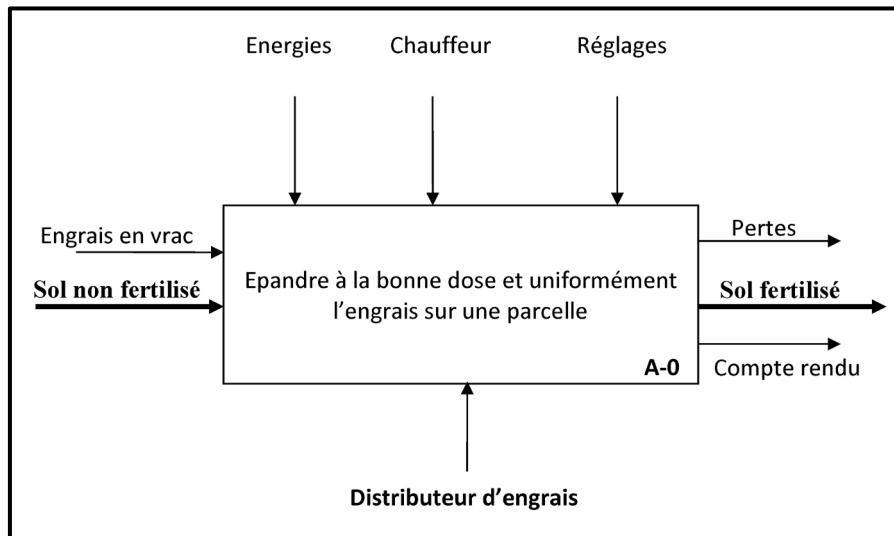 Energies Chauffeur Réglages
Engrais en vrac
Pertes
Sol non fertilisé
Epandre à la bonne dose et uniformément
l’engrais sur une parcelle
Sol fertilisé
A-0
Compte rendu
Distributeur d’engrais